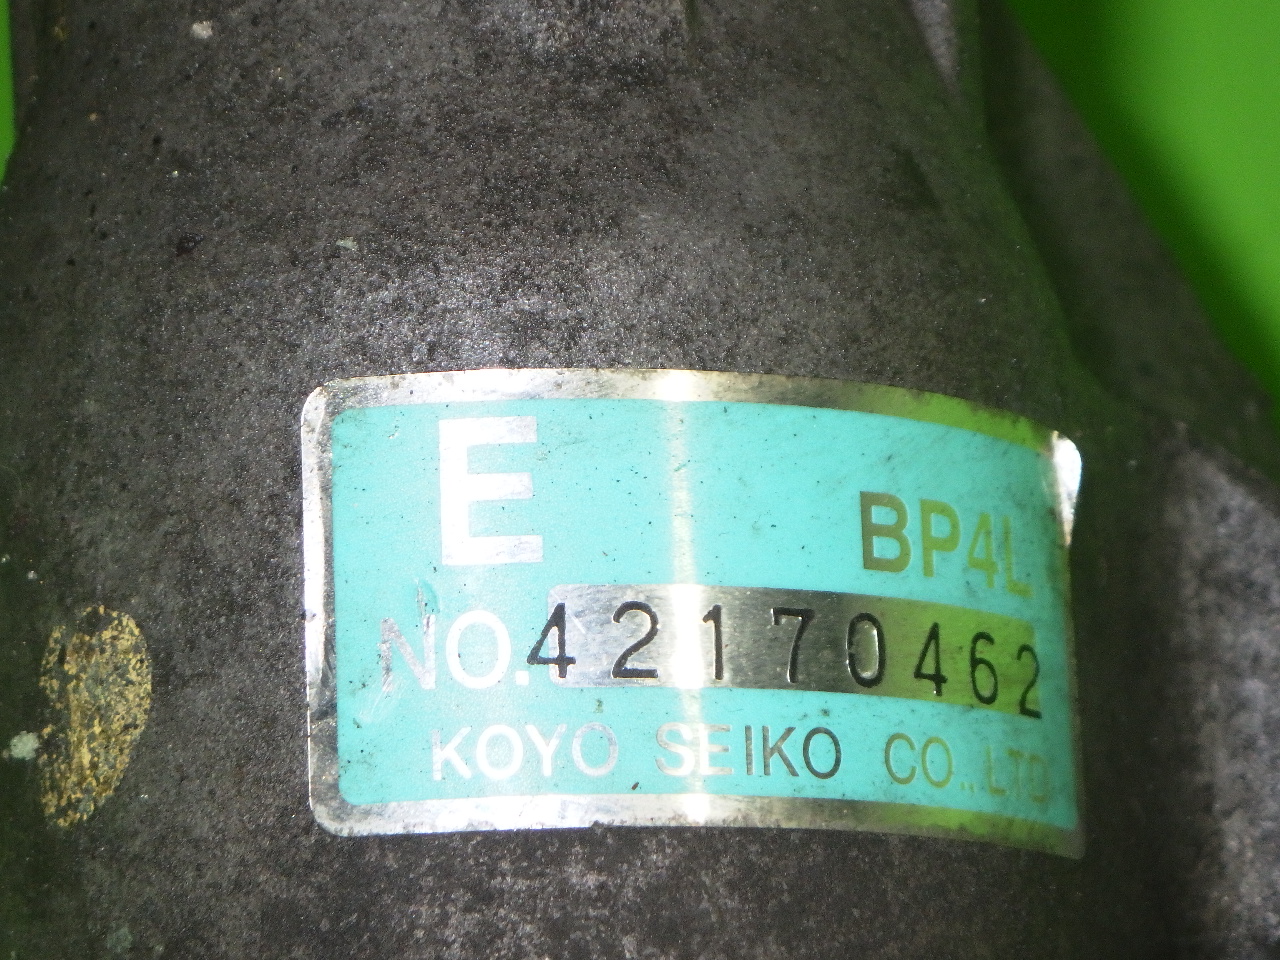 E
BP4L
NO.42170462
KOYO SEIKO CO.,LTD